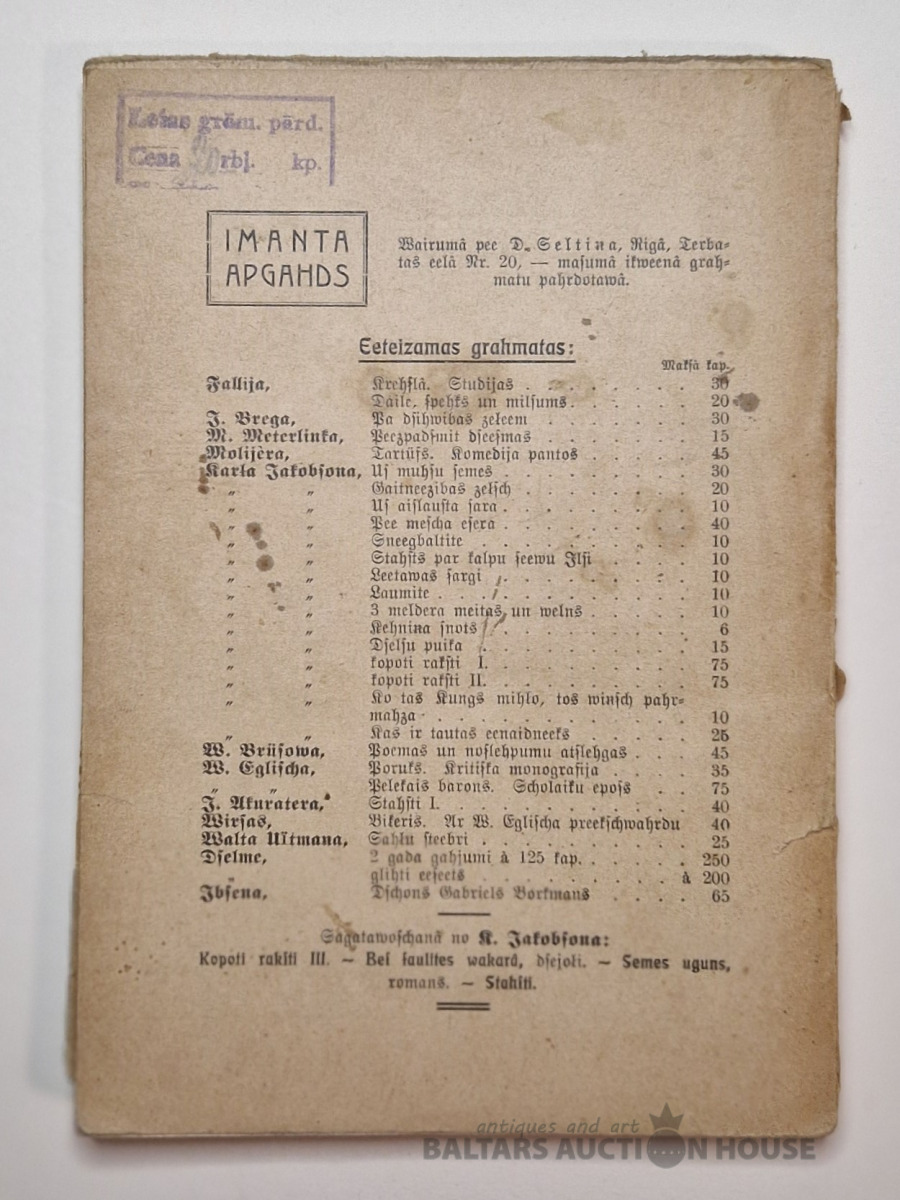 Lētas grām. pārd.
Cena rbļ. kp.
IMANTA
APGAHDS
Wairumâ pee D. Seltiņa, Rigâ, Terba=
tas eelâ Nr. 20, — maſumâ ikweenâ grah=
matu pahrdotawâ.
Eeteizamas grahmatas:
Makſâ kap.
Fallija, Krehſlâ. Studijas . . . . . . . . 30
Daile, ſpehks un milſums . . . . . . 20
J. Brega, Pa dſihwibas zeleem . . . . . . . 30
M. Meterlinka, Peezpadſmit dſeeſmas . . . . . . . 15
Moljèra, Tartüfs. Komedija pantos . . . . . 45
Karla Jakobſona, Uſ muhſu ſemes . . . . . . . . . 30
„ „ Gaitneezibas zelſch . . . . . . . . 20
„ „ Uſ aiſlauſta ſara . . . . . . . . . 10
„ „ Pee meſcha eſera . . . . . . . . . 40
„ „ Sneegbaltite . . . . . . . . . . 10
„ „ Stahſts par kalpu ſeewu Ilſi . . . . 10
„ „ Leetawas ſargi . . . . . . . . . 10
„ „ Laumite . . . . . . . . . . . . 10
„ „ 3 meldera meitas un welns . . . . . 10
„ „ Kehniņa ſnots . . . . . . . . . . 6
„ „ Dſelſu puika . . . . . . . . . . 15
„ „ kopoti rakſti I. . . . . . . . . . 75
„ „ kopoti rakſti II. . . . . . . . . . 75
„ „ Ko tas Kungs mihlo, tos winſch pahr=
mahza . . . . . . . . . . . . 10
„ „ Kas ir tautas eenaidneeks . . . . . 25
W. Brüſowa, Poemas un noſlehpumu atſlehgas . . . 45
W. Egliſcha, Poruks. Kritiſka monografija . . . . 35
„ „ Pelekais barons. Scholaiku epoſs . . 75
J. Akuratera, Stahſti I. . . . . . . . . . . . 40
Wirſas, Bikeris. Ar W. Egliſcha preekſchwahrdu 40
Walta Uitmana, Sahlu ſteebri . . . . . . . . . 25
Dſelme, 2 gada gahjumi à 125 kap. . . . . . 250
„ glihti eeſeets . . . . . . . . . à 200
Ibſena, Dſchons Gabriels Borkmans . . . . 65
Sagatawoſchanâ no K. Jakobſona:
Kopoti rakſti III. — Bei ſaulites wakarâ, dſejoli. — Semes uguns,
romans. — Stahſti.
antiques and art
BALTARS AUCTION HOUSE